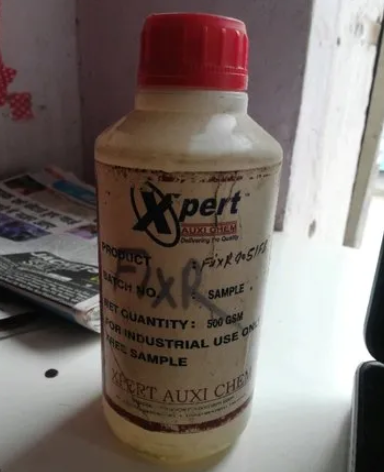 Xpert
AUXI CHEM
Delivering the Quality
PRODUCT
FixR
BATCH NO : SAMPLE
NET QUANTITY : 500 GSM
FOR INDUSTRIAL USE ONLY
FREE SAMPLE
XPERT AUXI CHEM